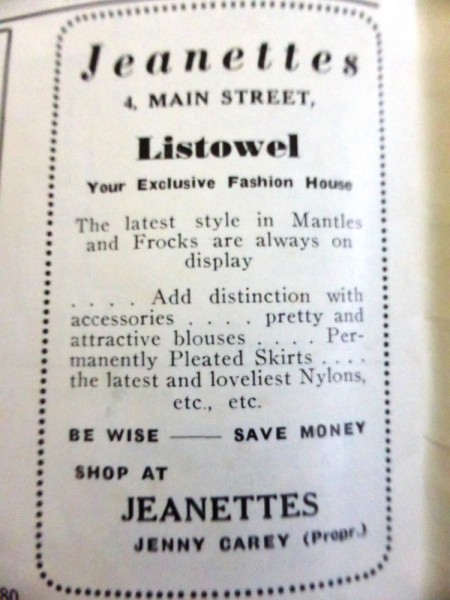 Jeanettes
4, MAIN STREET,
Listowel
Your Exclusive Fashion House
The latest style in Mantles
and Frocks are always on
display
. . . . Add distinction with
accessories . . . . pretty and
attractive blouses . . . . Per-
manently Pleated Skirts . . . .
the latest and loveliest Nylons,
etc., etc.
BE WISE —— SAVE MONEY
SHOP AT
JEANETTES
JENNY CAREY (Propr.)
80